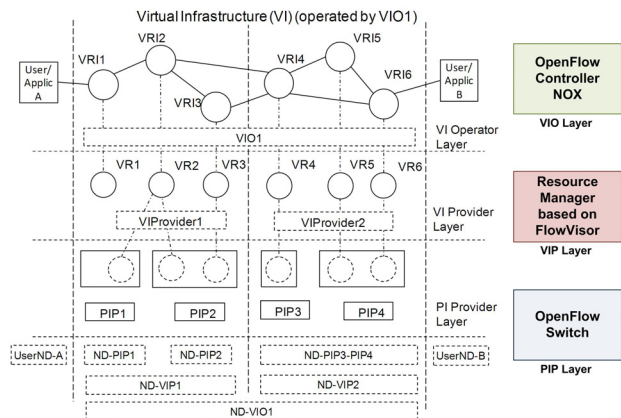 Virtual Infrastructure (VI) (operated by VIO1)
VRI1
VRI2
VRI3
VRI4
VRI5
VRI6
User/
Applic
A
User/
Applic
B
VIO1
VI Operator
Layer
VR1
VR2
VR3
VR4
VR5
VR6
VIProvider1
VIProvider2
VI Provider
Layer
PIP1
PIP2
PIP3
PIP4
PI Provider
Layer
UserND-A
ND-PIP1
ND-PIP2
ND-PIP3-PIP4
UserND-B
ND-VIP1
ND-VIP2
ND-VIO1
OpenFlow
Controller
NOX
VIO Layer
Resource
Manager
based on
FlowVisor
VIP Layer
OpenFlow
Switch
PIP Layer